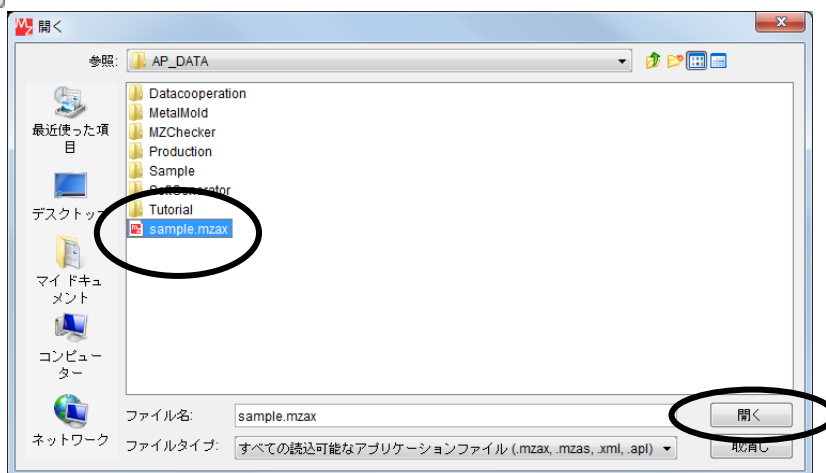 開く
参照:
AP_DATA
Datacooperation
MetalMold
MZChecker
Production
Sample
SoftGenerator
Tutorial
sample.mzax
最近使った項
目
デスクトップ
マイ ドキュ
メント
コンピュー
ター
ネットワーク
ファイル名:
sample.mzax
開く
ファイルタイプ:
すべての読込可能なアプリケーションファイル (.mzax, .mzas, .xml, .apl)
取消し